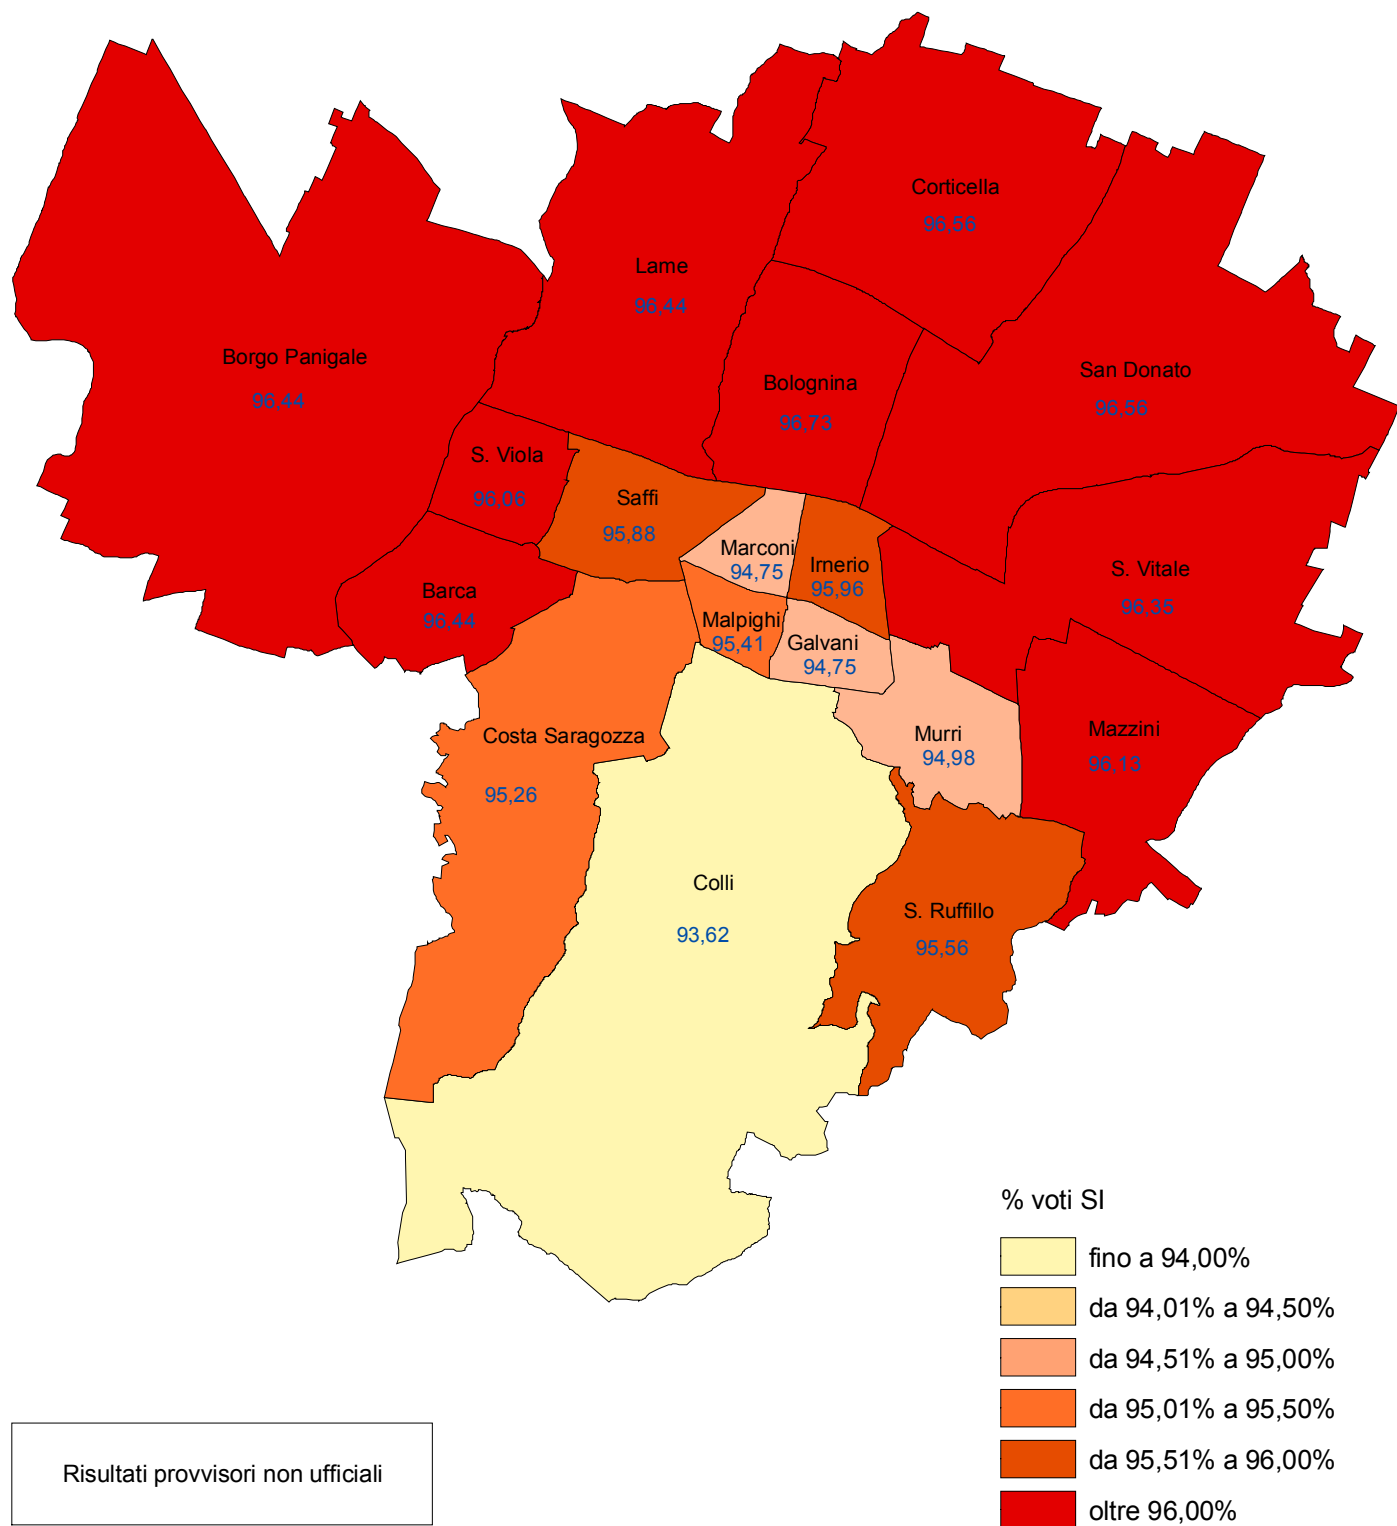 Corticella
96,56
Lame
96,44
Borgo Panigale
96,44
Bolognina
96,73
San Donato
96,56
S. Viola
96,06
Saffi
95,88
Marconi
94,75
Irnerio
95,96
S. Vitale
96,35
Barca
96,44
Malpighi
95,41
Galvani
94,75
Costa Saragozza
95,26
Murri
94,98
Mazzini
96,13
Colli
93,62
S. Ruffillo
95,56
% voti SI
fino a 94,00%
da 94,01% a 94,50%
da 94,51% a 95,00%
da 95,01% a 95,50%
da 95,51% a 96,00%
oltre 96,00%
Risultati provvisori non ufficiali